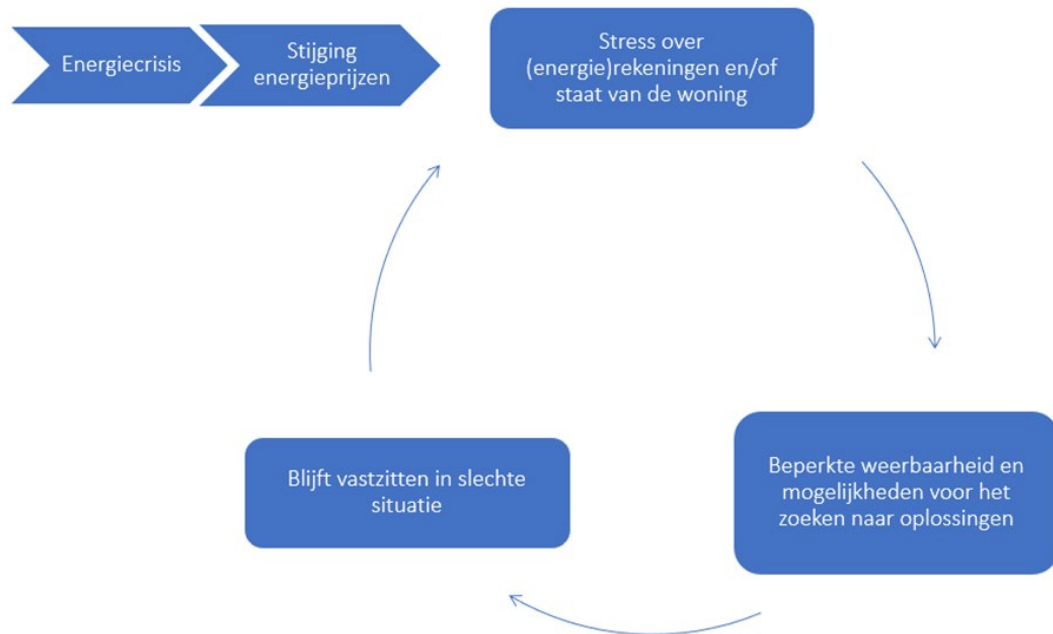 Energiecrisis
Stijging
energieprijzen
Stress over
(energie)rekeningen en/of
staat van de woning
Beperkte weerbaarheid en
mogelijkheden voor het
zoeken naar oplossingen
Blijft vastzitten in slechte
situatie